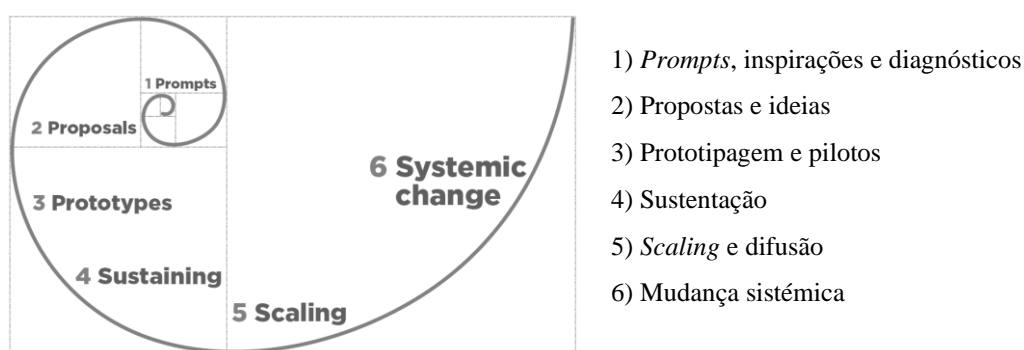 1 Prompts
2 Proposals
3 Prototypes
4 Sustaining
5 Scaling
6 Systemic
change
1) Prompts, inspirações e diagnósticos
2) Propostas e ideias
3) Prototipagem e pilotos
4) Sustentação
5) Scaling e difusão
6) Mudança sistémica